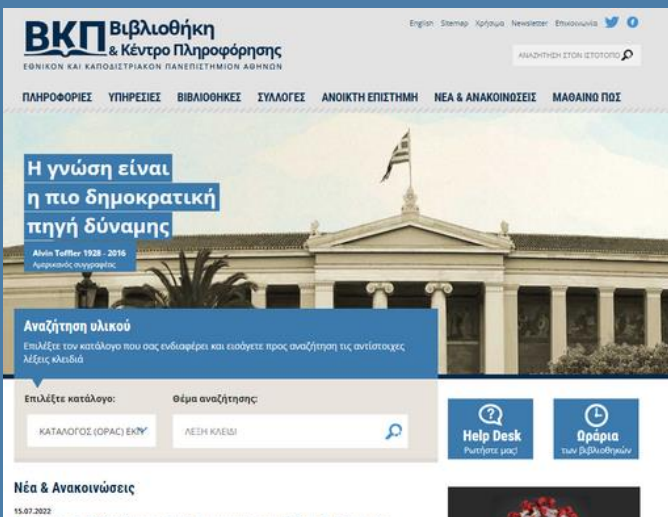 ΒΚΠ Βιβλιοθήκη
& Κέντρο Πληροφόρησης
ΕΘΝΙΚΟΝ ΚΑΙ ΚΑΠΟΔΙΣΤΡΙΑΚΟΝ ΠΑΝΕΠΙΣΤΗΜΙΟΝ ΑΘΗΝΩΝ
English Sitemap Χρήσιμα Newsletter Επικοινωνία
ΑΝΑΖΗΤΗΣΗ ΣΤΟΝ ΙΣΤΟΤΟΠΟ
ΠΛΗΡΟΦΟΡΙΕΣ ΥΠΗΡΕΣΙΕΣ ΒΙΒΛΙΟΘΗΚΕΣ ΣΥΛΛΟΓΕΣ ΑΝΟΙΚΤΗ ΕΠΙΣΤΗΜΗ ΝΕΑ & ΑΝΑΚΟΙΝΩΣΕΙΣ ΜΑΘΑΙΝΩ ΠΩΣ
Η γνώση είναι
η πιο δημοκρατική
πηγή δύναμης
Alvin Toffler 1928 - 2016
Αμερικανός συγγραφέας
Αναζήτηση υλικού
Επιλέξτε τον κατάλογο που σας ενδιαφέρει και εισάγετε προς αναζήτηση τις αντίστοιχες
λέξεις κλειδιά
Επιλέξτε κατάλογο: Θέμα αναζήτησης:
ΚΑΤΑΛΟΓΟΣ (OPAC) ΕΚΠ ΛΕΞΗ ΚΛΕΙΔΙ
Help Desk
Ρωτήστε μας!
Ωράρια
των βιβλιοθηκών
Νέα & Ανακοινώσεις
15.07.2022